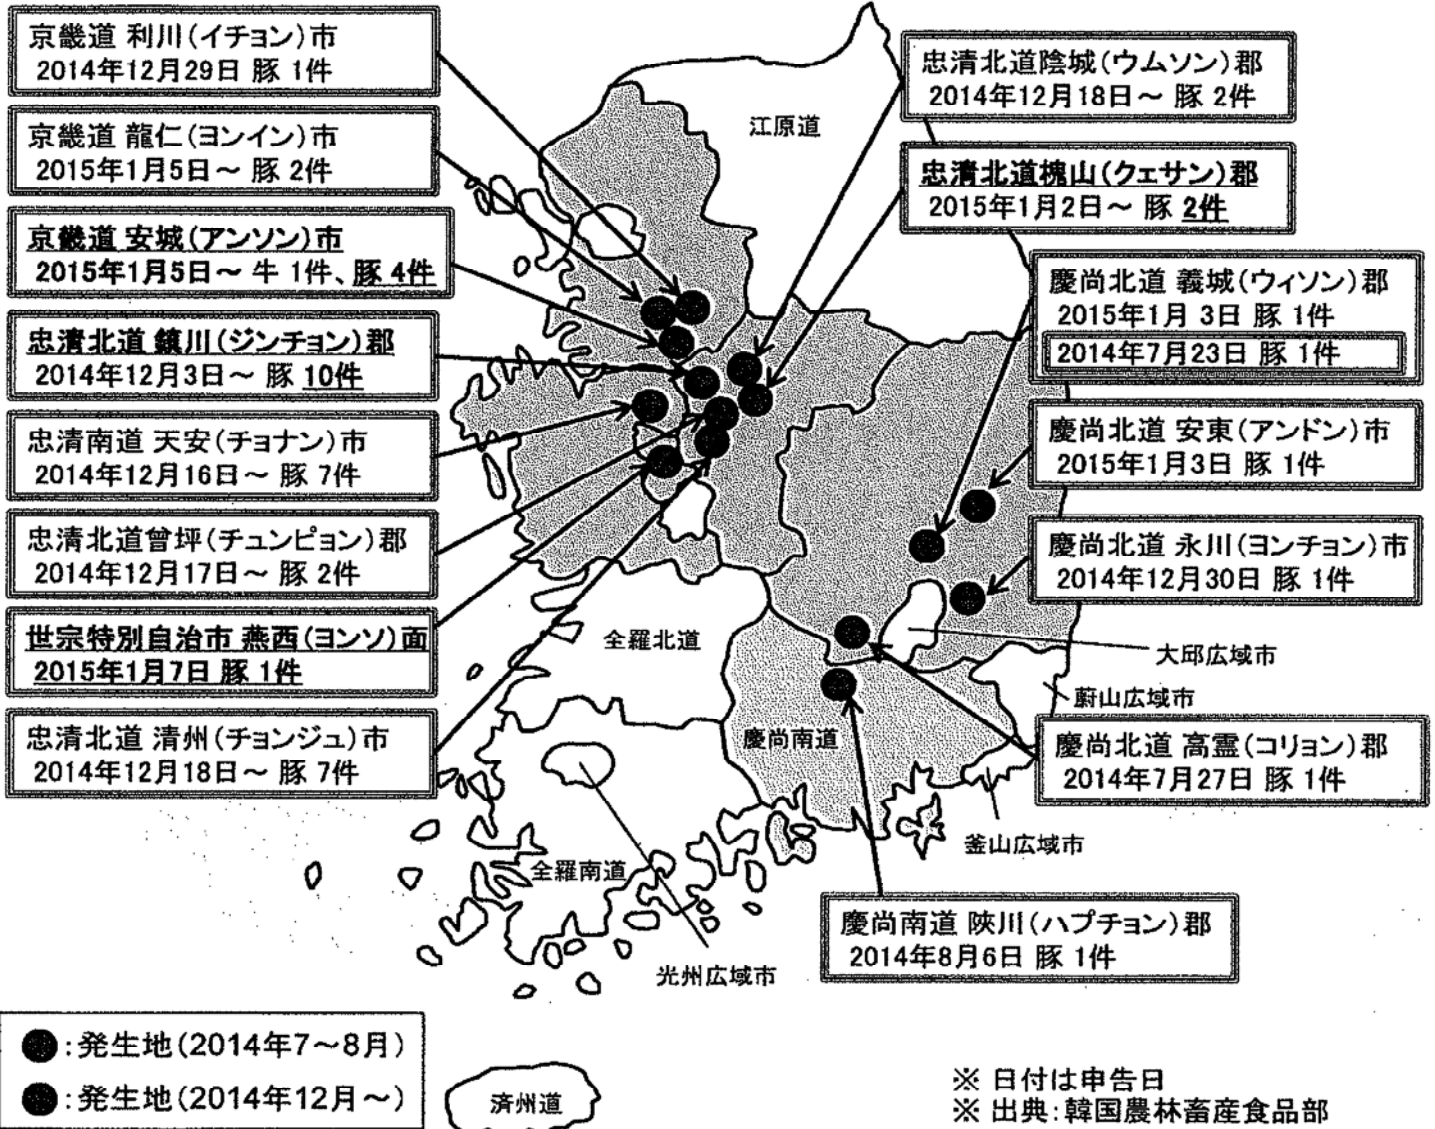 京畿道 利川(イチョン)市
2014年12月29日 豚 1件
京畿道 龍仁(ヨンイン)市
2015年1月5日~ 豚 2件
京畿道 安城(アンソン)市
2015年1月5日~ 牛 1件、豚 4件
忠清北道 鎮川(ジンチョン)郡
2014年12月3日~ 豚 10件
忠清南道 天安(チョナン)市
2014年12月16日~ 豚 7件
忠清北道曾坪(チュンピョン)郡
2014年12月17日~ 豚 2件
世宗特別自治市 燕西(ヨンソ)面
2015年1月7日 豚 1件
忠清北道 清州(チョンジュ)市
2014年12月18日~ 豚 7件
江原道
忠清北道陰城(ウムソン)郡
2014年12月18日~ 豚 2件
忠清北道槐山(クェサン)郡
2015年1月2日~ 豚 2件
慶尚北道 義城(ウィソン)郡
2015年1月 3日 豚 1件
2014年7月23日 豚 1件
慶尚北道 安東(アンドン)市
2015年1月3日 豚 1件
慶尚北道 永川(ヨンチョン)市
2014年12月30日 豚 1件
全羅北道
大邱広域市
蔚山広域市
慶尚南道
慶尚北道 高霊(コリョン)郡
2014年7月27日 豚 1件
釜山広域市
全羅南道
慶尚南道 陜川(ハプチョン)郡
2014年8月6日 豚 1件
光州広域市
●:発生地(2014年7~8月)
●:発生地(2014年12月~)
済州道
※ 日付は申告日
※ 出典:韓国農林畜産食品部